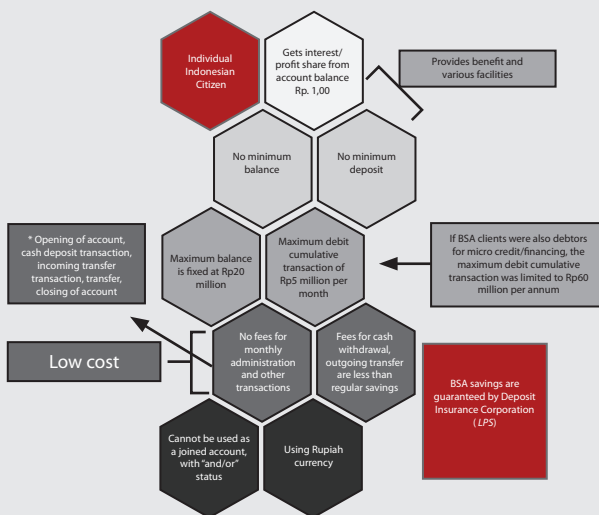 Individual
Indonesian
Citizen
Gets interest/
profit share from
account balance
Rp. 1,00
Provides benefit and
various facilities
No minimum
balance
No minimum
deposit
* Opening of account,
cash deposit transaction,
incoming transfer
transaction, transfer,
closing of account
Maximum balance
is fixed at Rp20
million
Maximum debit
cumulative
transaction of
Rp5 million per
month
If BSA clients were also debtors
for micro credit/financing, the
maximum debit cumulative
transaction was limited to Rp60
million per annum
Low cost
No fees for
monthly
administration
and other
transactions
Fees for cash
withdrawal,
outgoing transfer
are less than
regular savings
BSA savings are
guaranteed by Deposit
Insurance Corporation
(LPS)
Cannot be used as
a joined account,
with "and/or"
status
Using Rupiah
currency